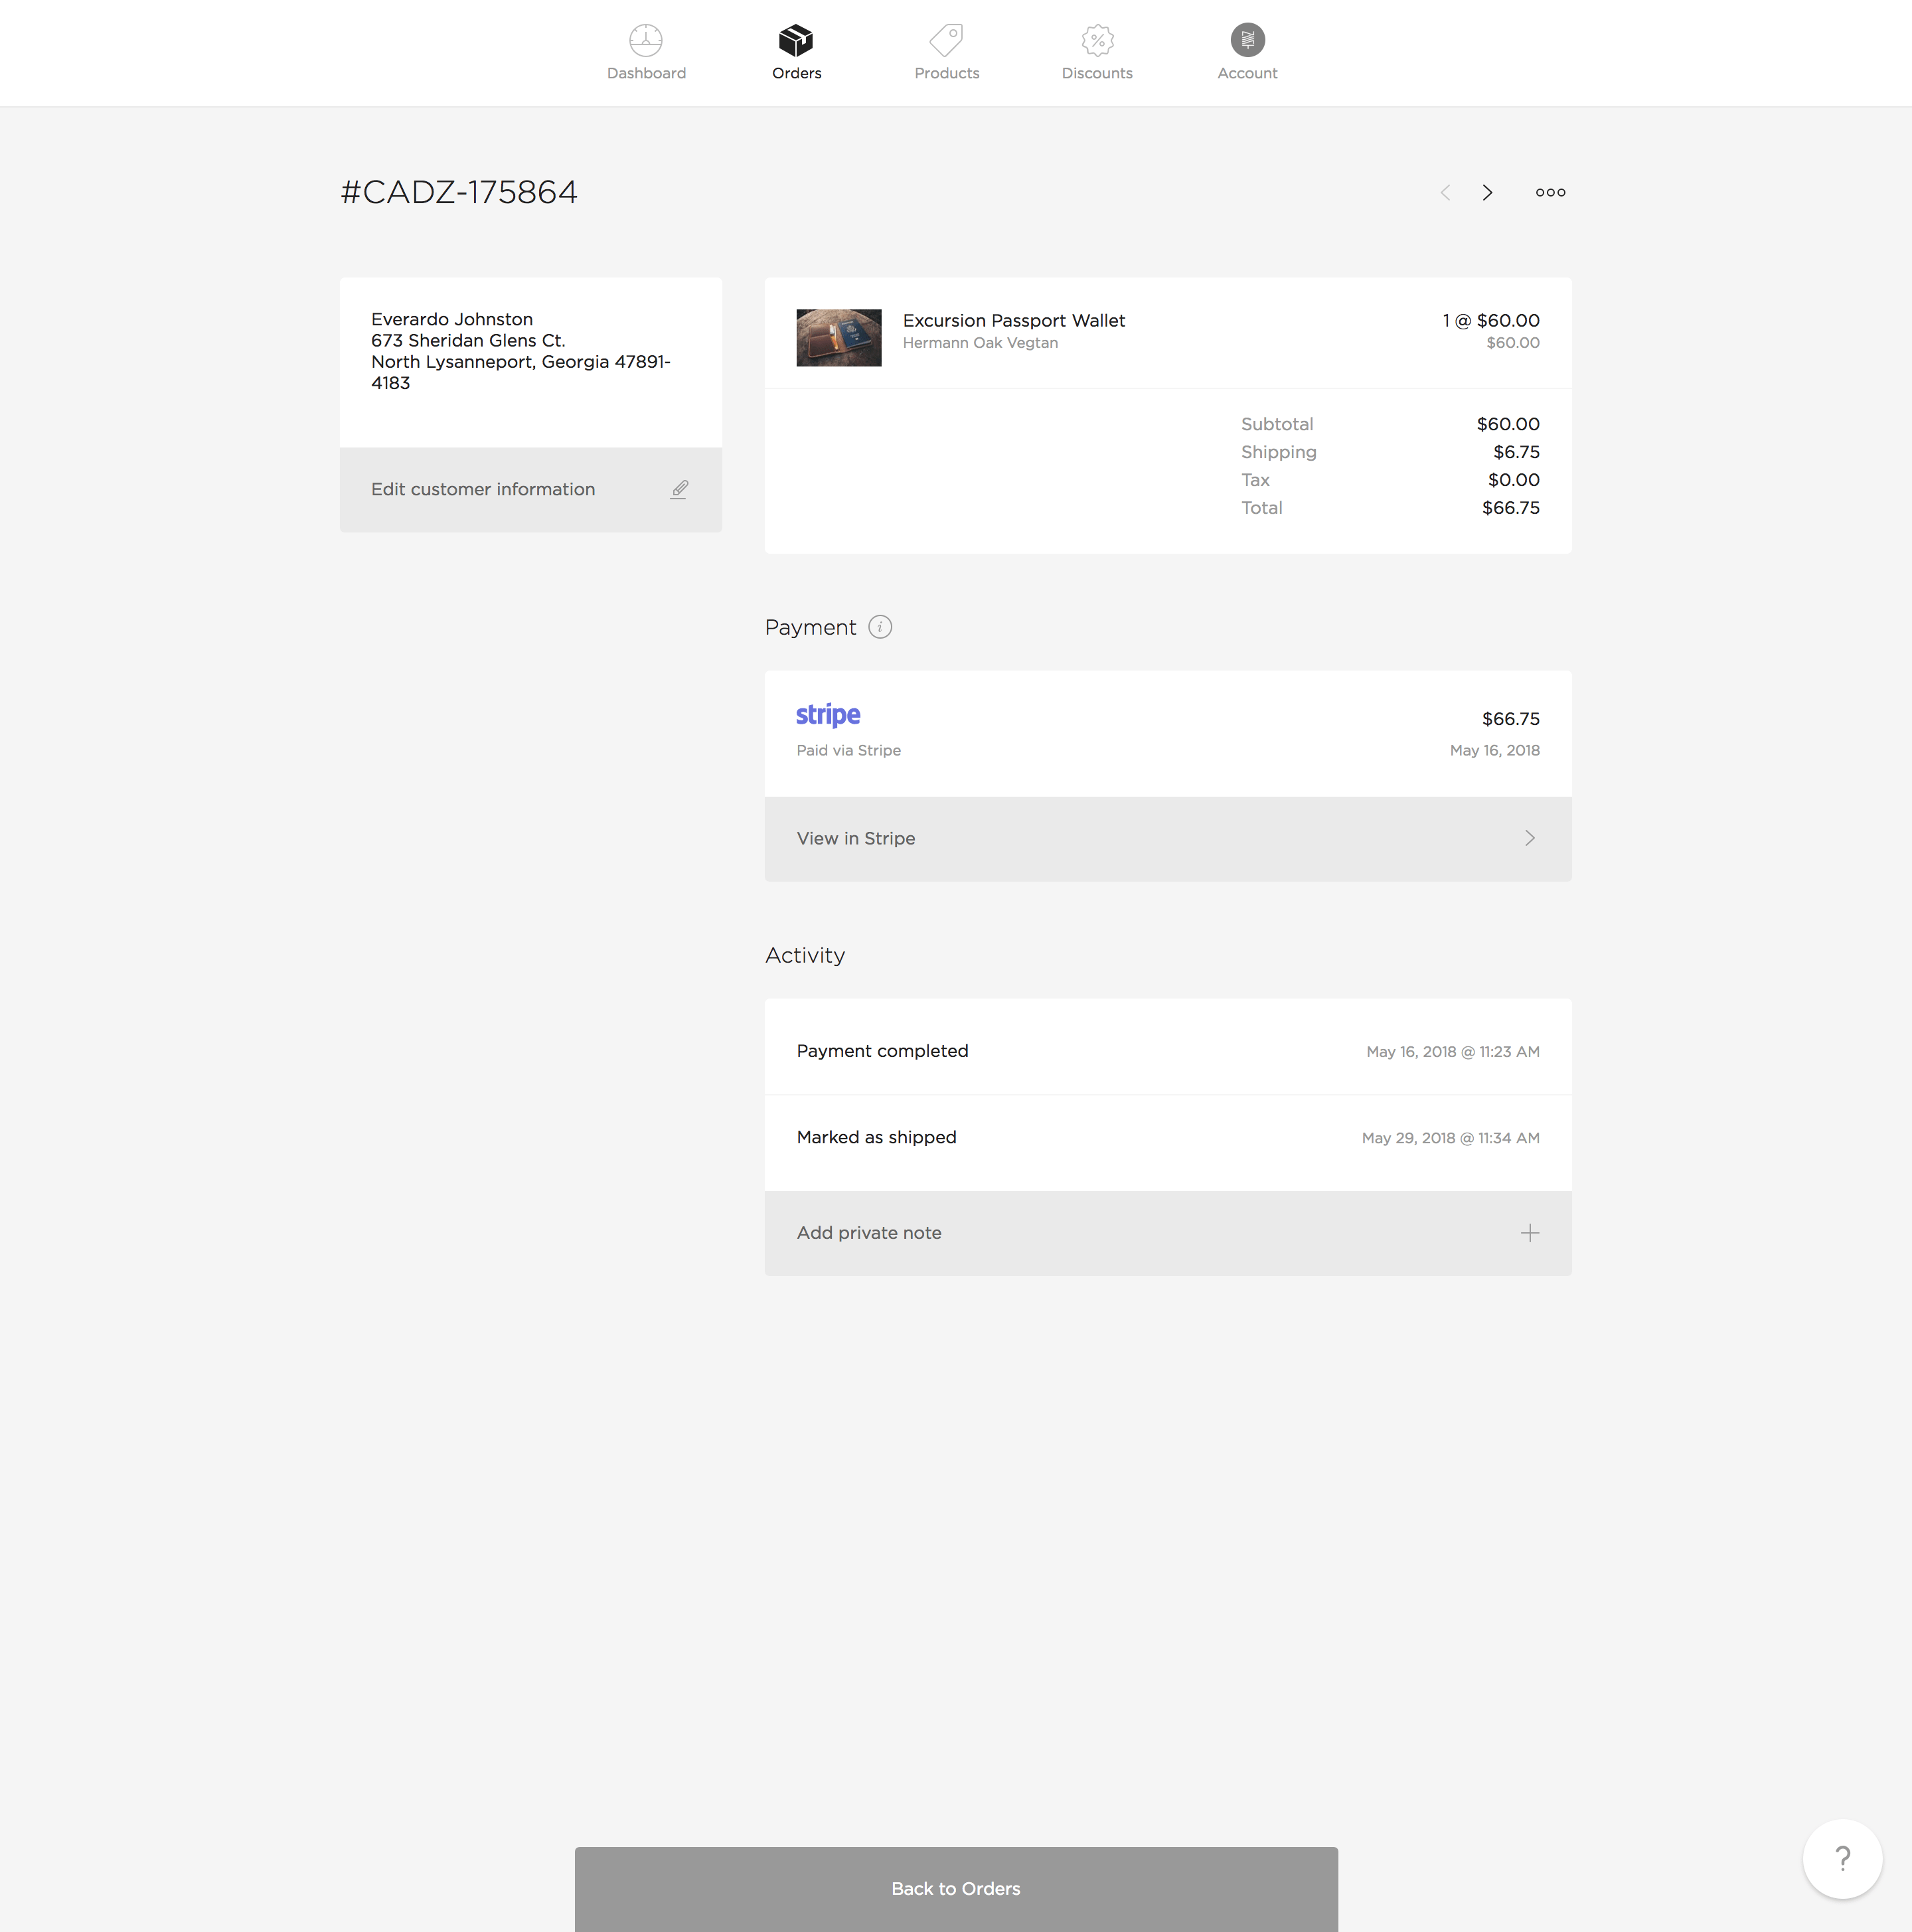 Dashboard
Orders
Products
Discounts
Account
#CADZ-175864
Everardo Johnston
673 Sheridan Glens Ct.
North Lysanneport, Georgia 47891-
4183
Edit customer information
Excursion Passport Wallet
1 @ $60.00
Hermann Oak Vegtan
$60.00
Subtotal $60.00
Shipping $6.75
Tax $0.00
Total $66.75
Payment i
stripe
$66.75
Paid via Stripe
May 16, 2018
View in Stripe
Activity
Payment completed
May 16, 2018 @ 11:23 AM
Marked as shipped
May 29, 2018 @ 11:34 AM
Add private note
Back to Orders
?